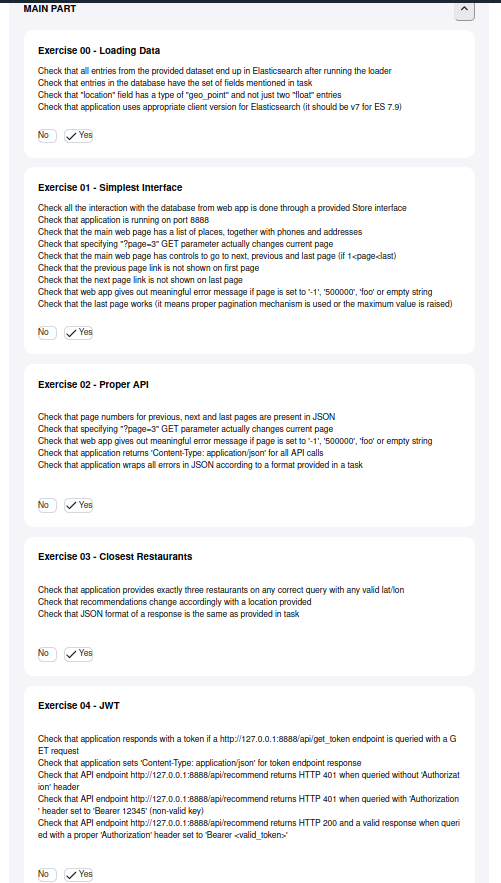 MAIN PART
Exercise 00 - Loading Data
Check that all entries from the provided dataset end up in Elasticsearch after running the loader
Check that entries in the database have the set of fields mentioned in task
Check that "location" field has a type of "geo_point" and not just two "float" entries
Check that application uses appropriate client version for Elasticsearch (it should be v7 for ES 7.9)
No Yes
Exercise 01 - Simplest Interface
Check all the interaction with the database from web app is done through a provided Store interface
Check that application is running on port 8888
Check that the main web page has a list of places, together with phones and addresses
Check that specifying "?page=3" GET parameter actually changes current page
Check that the main web page has controls to go to next, previous and last page (if 1<page<last)
Check that the previous page link is not shown on first page
Check that the next page link is not shown on last page
Check that web app gives out meaningful error message if page is set to '-1', '500000', 'foo' or empty string
Check that the last page works (it means proper pagination mechanism is used or the maximum value is raised)
No Yes
Exercise 02 - Proper API
Check that page numbers for previous, next and last pages are present in JSON
Check that specifying "?page=3" GET parameter actually changes current page
Check that web app gives out meaningful error message if page is set to '-1', '500000', 'foo' or empty string
Check that application returns 'Content-Type: application/json' for all API calls
Check that application wraps all errors in JSON according to a format provided in a task
No Yes
Exercise 03 - Closest Restaurants
Check that application provides exactly three restaurants on any correct query with any valid lat/lon
Check that recommendations change accordingly with a location provided
Check that JSON format of a response is the same as provided in task
No Yes
Exercise 04 - JWT
Check that application responds with a token if a http://127.0.0.1:8888/api/get_token endpoint is queried with a G
ET request
Check that application sets 'Content-Type: application/json' for token endpoint response
Check that API endpoint http://127.0.0.1:8888/api/recommend returns HTTP 401 when queried without 'Authorizat
ion' header
Check that API endpoint http://127.0.0.1:8888/api/recommend returns HTTP 401 when queried with 'Authorization
' header set to 'Bearer 12345' (non-valid key)
Check that API endpoint http://127.0.0.1:8888/api/recommend returns HTTP 200 and a valid response when queri
ed with a proper 'Authorization' header set to 'Bearer <valid_token>'
No Yes